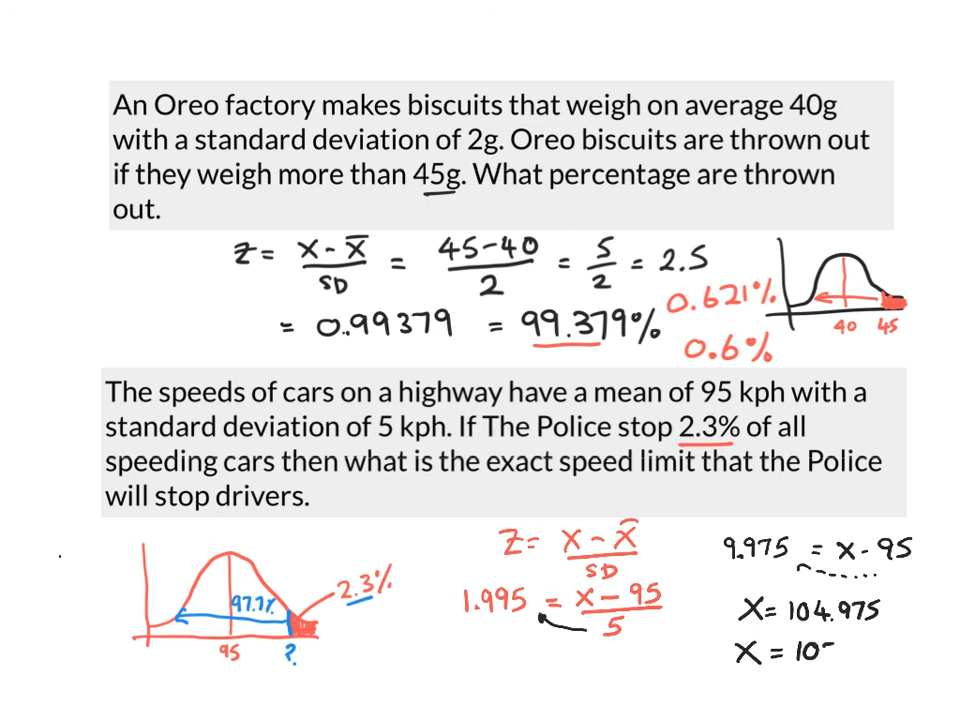 An Oreo factory makes biscuits that weigh on average 40g
with a standard deviation of 2g. Oreo biscuits are thrown out
if they weigh more than 45g. What percentage are thrown
out.
Z = X - X̄ / SD = 45-40 / 2 = 5 / 2 = 2.5
= 0.99379 = 99.379%
0.621%
0.6%
40 45
The speeds of cars on a highway have a mean of 95 kph with a
standard deviation of 5 kph. If The Police stop 2.3% of all
speeding cars then what is the exact speed limit that the Police
will stop drivers.
2.3%
97.7%
95 ?
Z = X - X̄ / SD
1.995 = X - 95 / 5
9.975 = X - 95
X = 104.975
X = 10